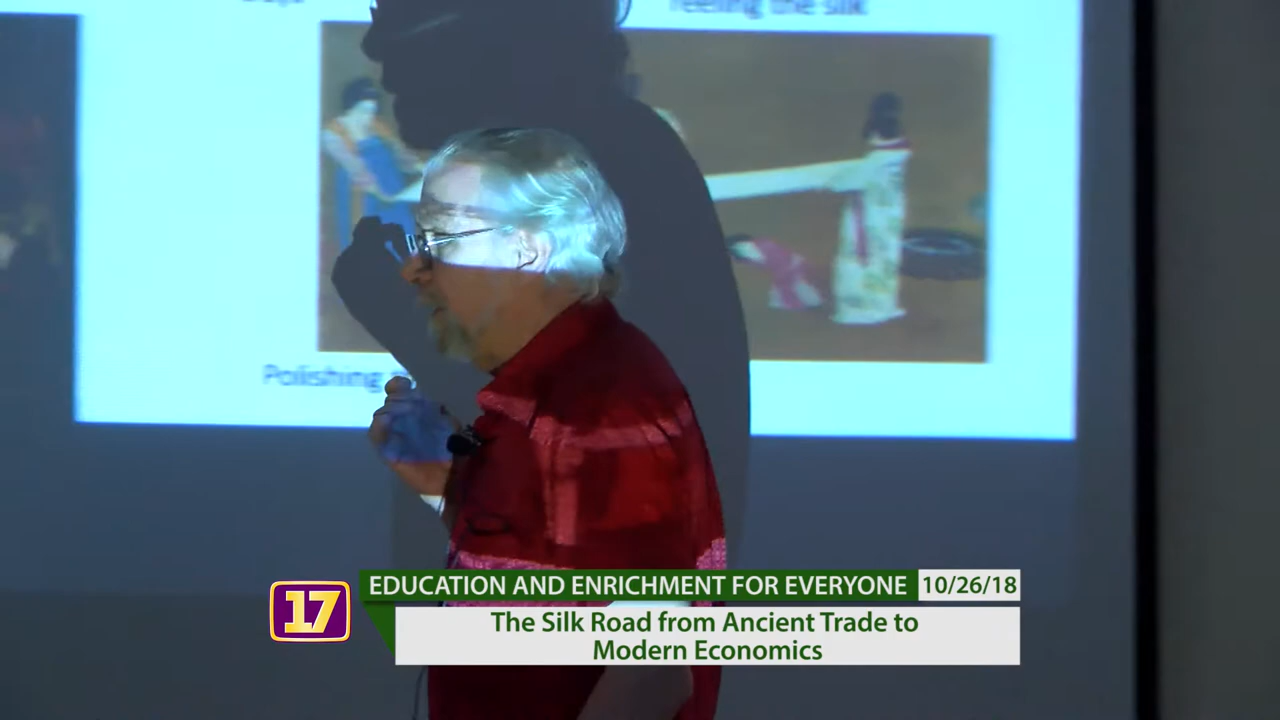 feeling the silk
Polishing
17
EDUCATION AND ENRICHMENT FOR EVERYONE 10/26/18
The Silk Road from Ancient Trade to
Modern Economics